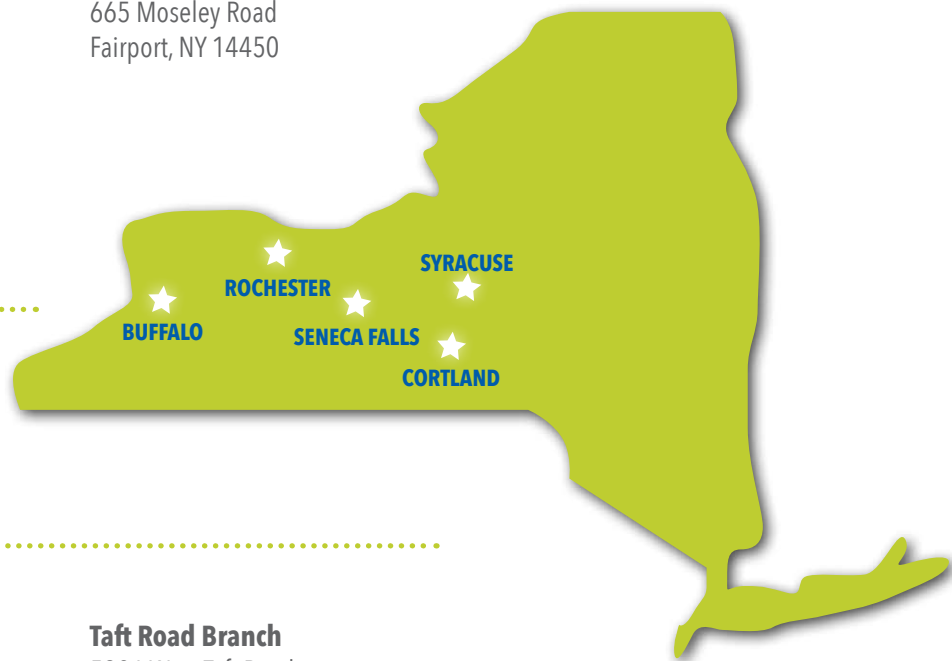 665 Moseley Road
Fairport, NY 14450
SYRACUSE
ROCHESTER
BUFFALO
SENECA FALLS
CORTLAND
Taft Road Branch